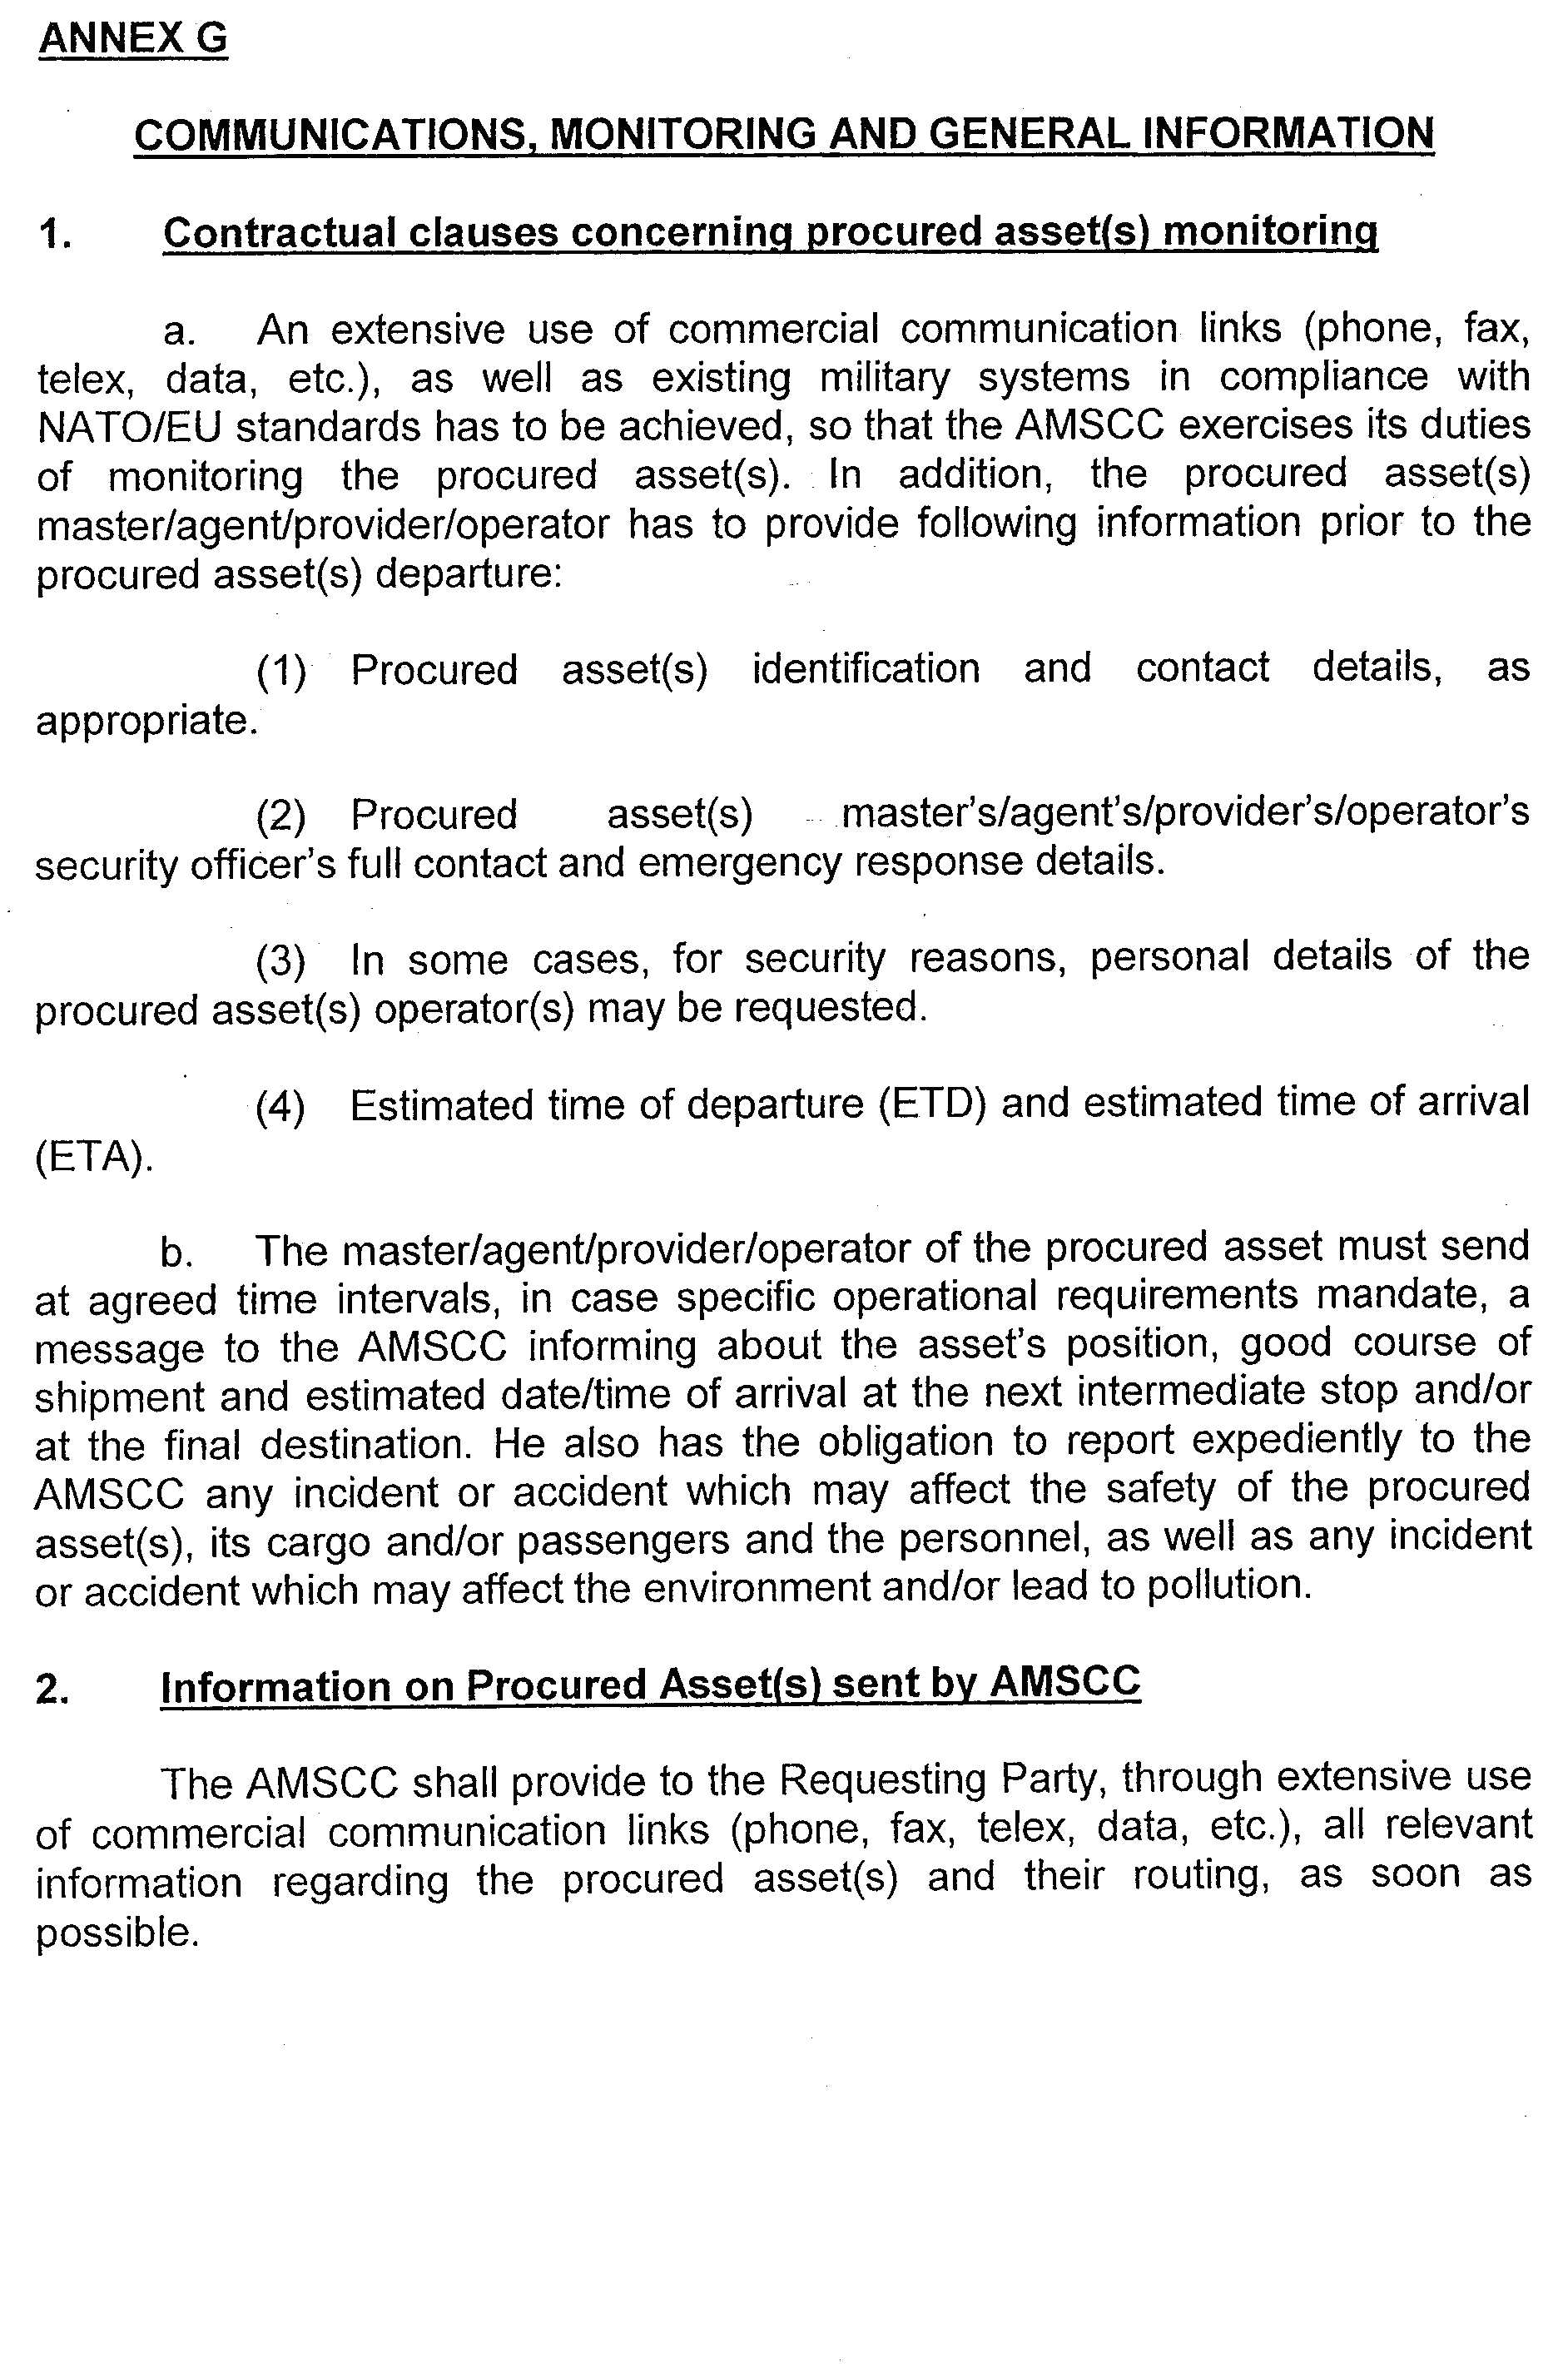 ANNEX G
COMMUNICATIONS, MONITORING AND GENERAL INFORMATION
1. Contractual clauses concerning procured asset(s) monitoring
a. An extensive use of commercial communication links (phone, fax,
telex, data, etc.), as well as existing military systems in compliance with
NATO/EU standards has to be achieved, so that the AMSCC exercises its duties
of monitoring the procured asset(s). In addition, the procured asset(s)
master/agent/provider/operator has to provide following information prior to the
procured asset(s) departure:
(1) Procured asset(s) identification and contact details, as
appropriate.
(2) Procured asset(s) master's/agent's/provider's/operator's
security officer's full contact and emergency response details.
(3) In some cases, for security reasons, personal details of the
procured asset(s) operator(s) may be requested.
(4) Estimated time of departure (ETD) and estimated time of arrival
(ETA).
b. The master/agent/provider/operator of the procured asset must send
at agreed time intervals, in case specific operational requirements mandate, a
message to the AMSCC informing about the asset's position, good course of
shipment and estimated date/time of arrival at the next intermediate stop and/or
at the final destination. He also has the obligation to report expediently to the
AMSCC any incident or accident which may affect the safety of the procured
asset(s), its cargo and/or passengers and the personnel, as well as any incident
or accident which may affect the environment and/or lead to pollution.
2. Information on Procured Asset(s) sent by AMSCC
The AMSCC shall provide to the Requesting Party, through extensive use
of commercial communication links (phone, fax, telex, data, etc.), all relevant
information regarding the procured asset(s) and their routing, as soon as
possible.